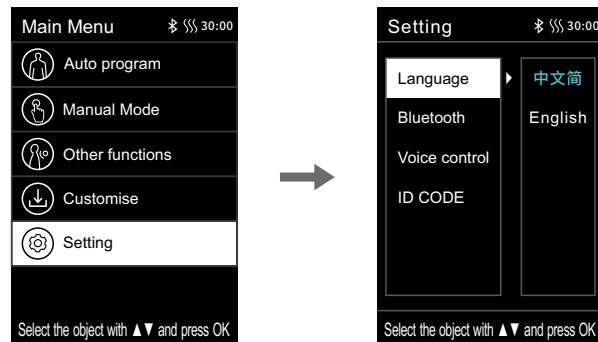 Main Menu 30:00
Auto program
Manual Mode
Other functions
Customise
Setting
Select the object with ▲▼ and press OK
Setting 30:00
Language
Bluetooth
Voice control
ID CODE
中文简
English
Select the object with ▲▼ and press OK